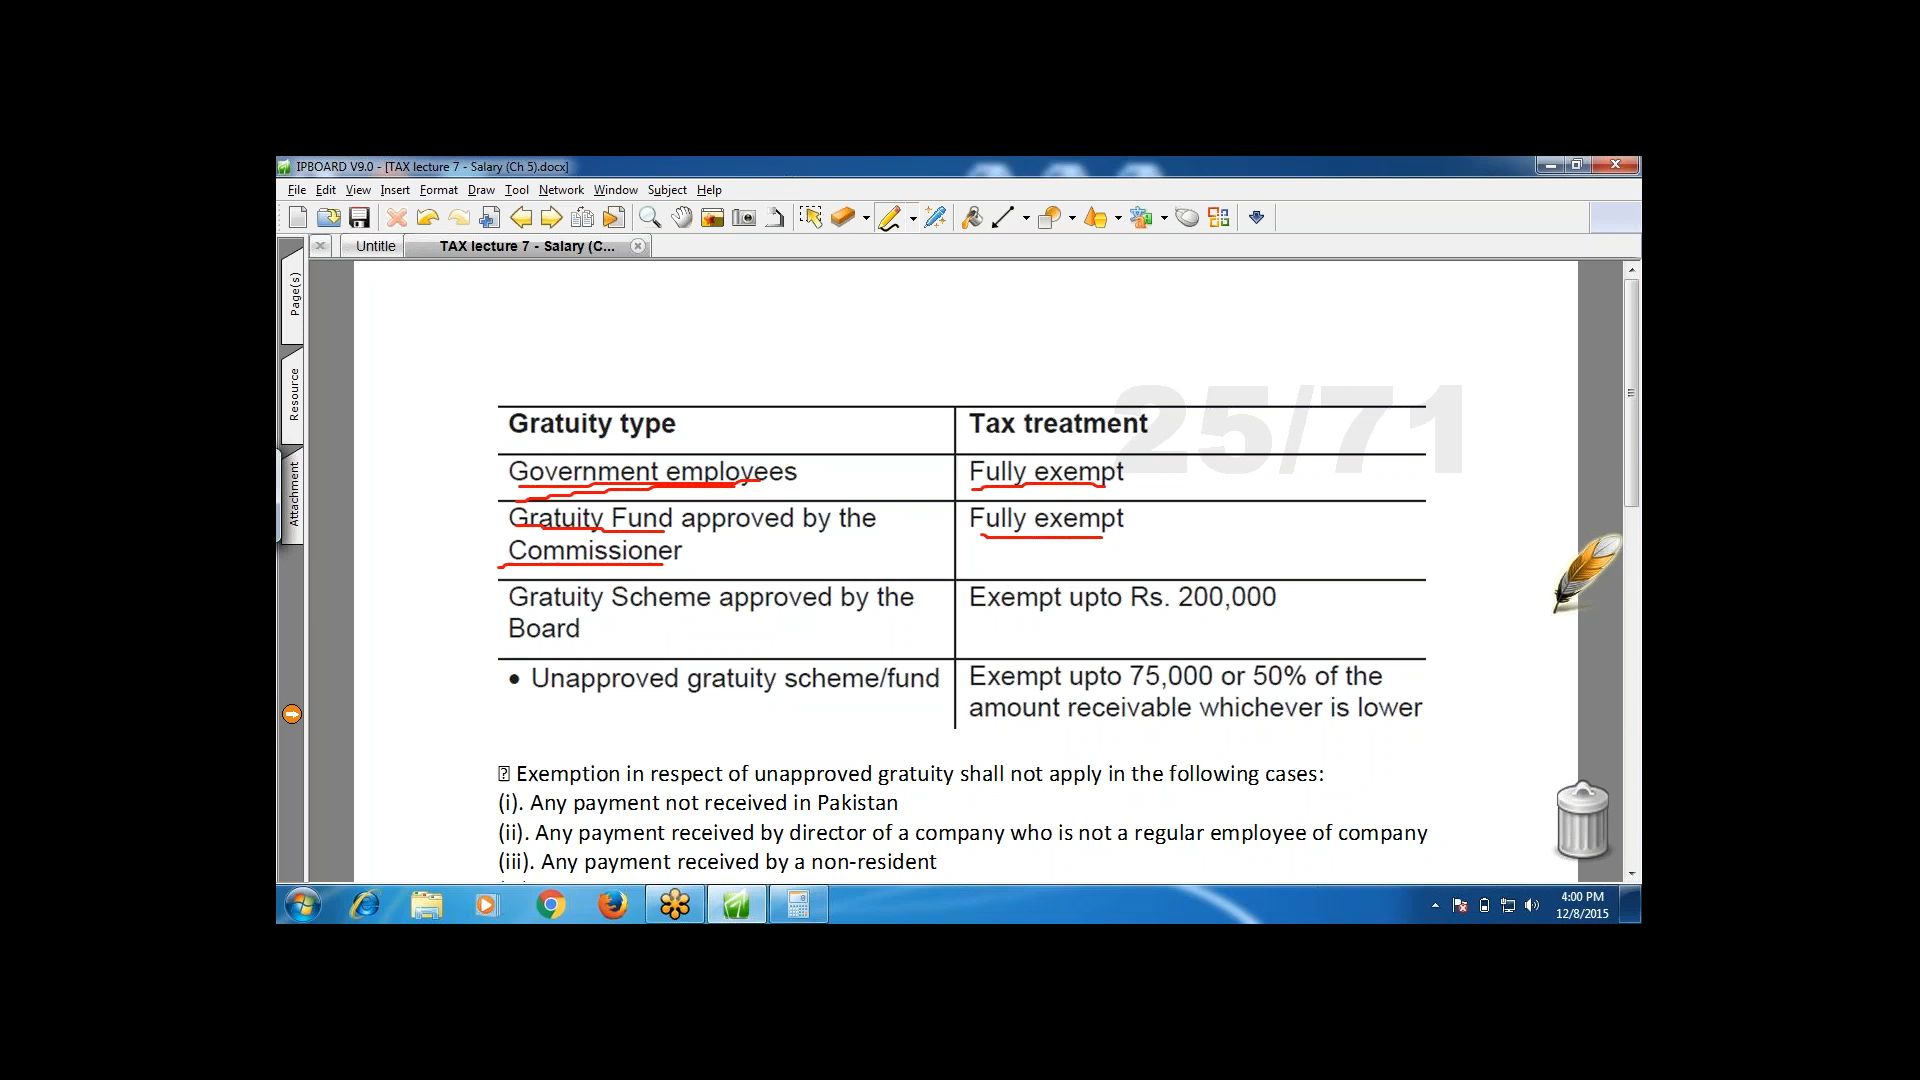 IPBOARD V9.0 - [TAX lecture 7 - Salary (Ch 5).docx]
File Edit View Insert Format Draw Tool Network Window Subject Help
Untitle TAX lecture 7 - Salary (C...
Page(s)
Resource
Attachment
25/71
Gratuity type Tax treatment
Government employees Fully exempt
Gratuity Fund approved by the Fully exempt
Commissioner
Gratuity Scheme approved by the Exempt upto Rs. 200,000
Board
• Unapproved gratuity scheme/fund Exempt upto 75,000 or 50% of the
amount receivable whichever is lower
Exemption in respect of unapproved gratuity shall not apply in the following cases:
(i). Any payment not received in Pakistan
(ii). Any payment received by director of a company who is not a regular employee of company
(iii). Any payment received by a non-resident
4:00 PM
12/8/2015